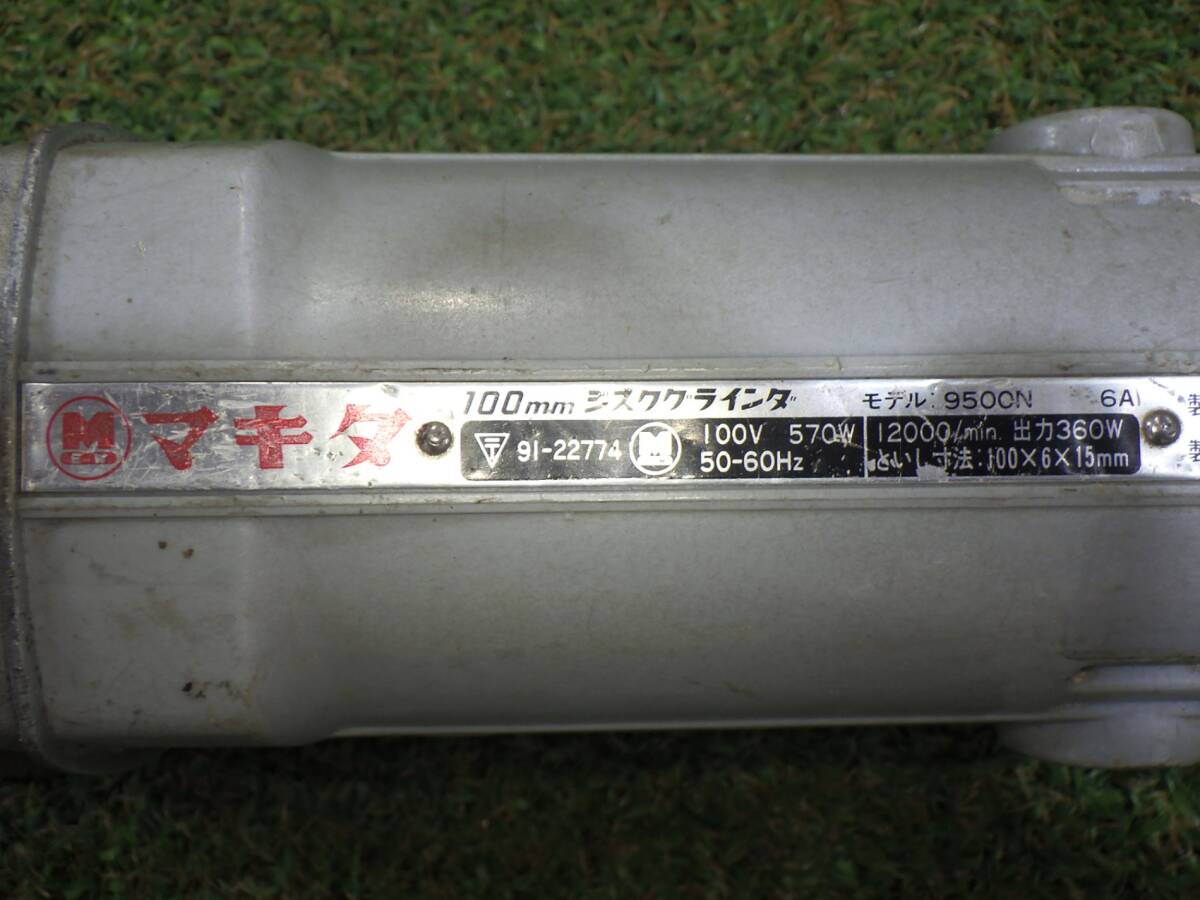 M
マキタ
100mm ジスクグラインダ モデル: 9500N 6A
〒 91-22774 M 100V 570W 12000/min. 出力360W
50-60Hz といし寸法:100×6×15mm
製
製